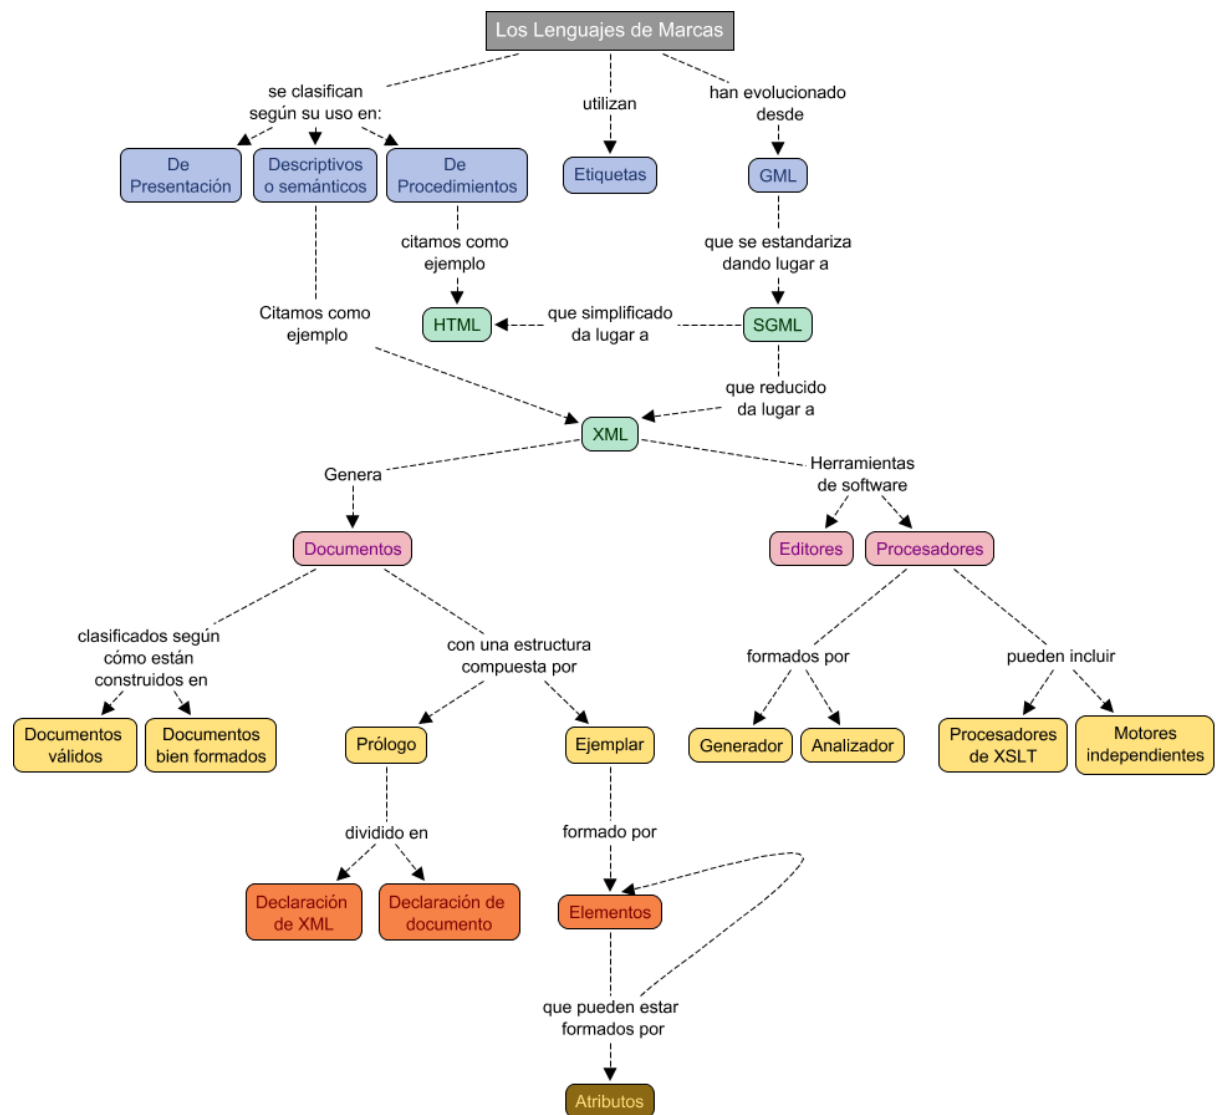 Los Lenguajes de Marcas
se clasifican
según su uso en:
utilizan
han evolucionado
desde
De
Presentación
Descriptivos
o semánticos
De
Procedimientos
Etiquetas
GML
citamos como
ejemplo
que se estandariza
dando lugar a
Citamos como
ejemplo
HTML
que simplificado
da lugar a
SGML
que reducido
da lugar a
XML
Genera
Herramientas
de software
Documentos
Editores
Procesadores
clasificados según
cómo están
construidos en
con una estructura
compuesta por
formados por
pueden incluir
Documentos
válidos
Documentos
bien formados
Prólogo
Ejemplar
Generador
Analizador
Procesadores
de XSLT
Motores
independientes
dividido en
formado por
Declaración
de XML
Declaración de
documento
Elementos
que pueden estar
formados por
Atributos